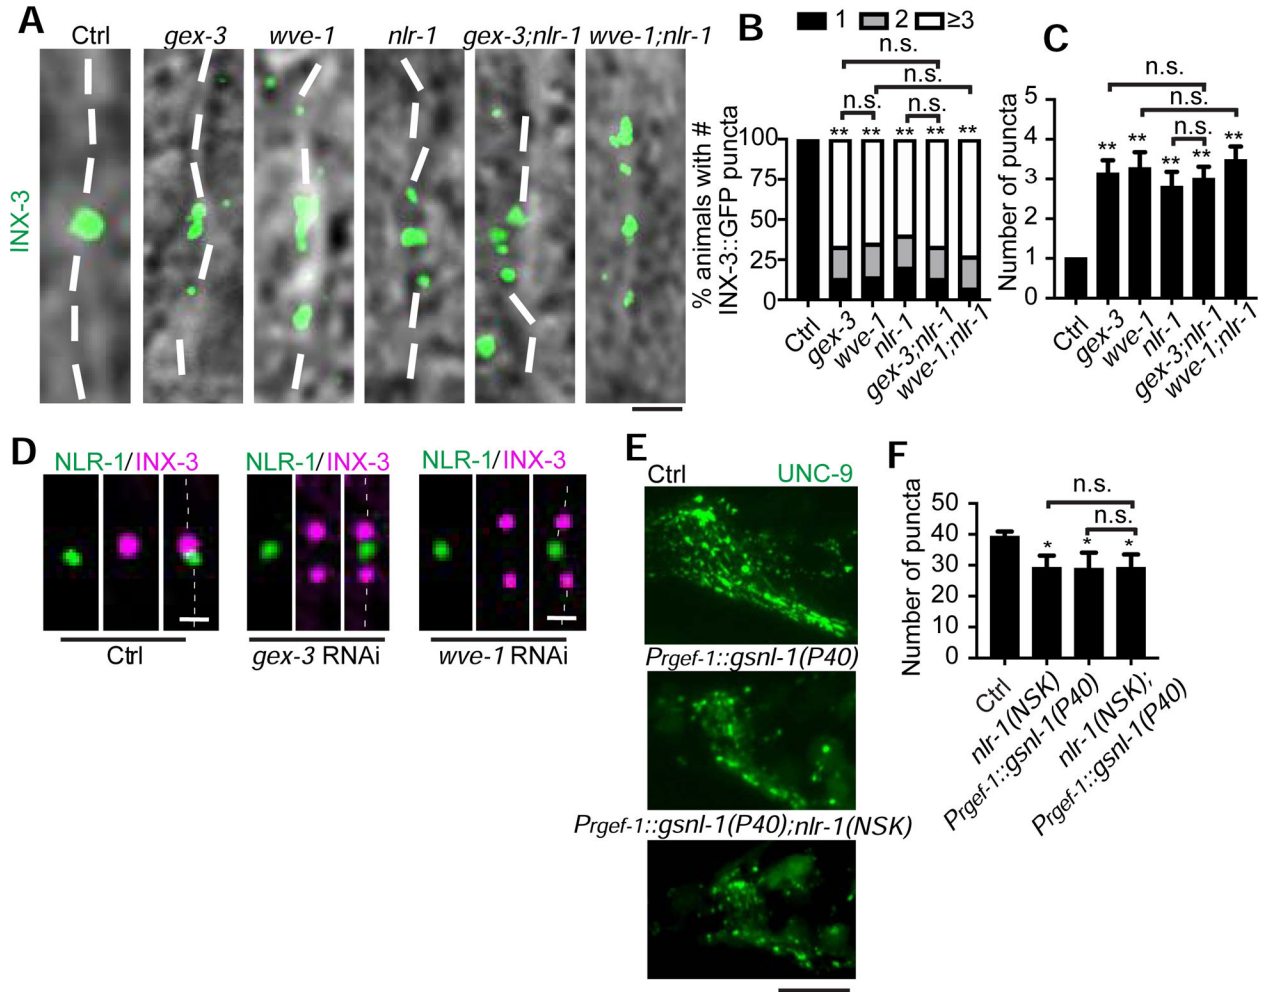 A
Ctrl gex-3 wve-1 nlr-1 gex-3;nlr-1 wve-1;nlr-1
INX-3
B
1 2 ≥3
n.s.
n.s.
n.s. n.s.
** ** ** ** **
% animals with #
INX-3::GFP puncta
100
75
50
25
0
Ctrl
gex-3
wve-1
nlr-1
gex-3;nlr-1
wve-1;nlr-1
C
n.s.
n.s.
n.s.
** ** ** ** **
Number of puncta
5
4
3
2
1
0
Ctrl
gex-3
wve-1
nlr-1
gex-3;nlr-1
wve-1;nlr-1
D
NLR-1/INX-3 NLR-1/INX-3 NLR-1/INX-3
Ctrl gex-3 RNAi wve-1 RNAi
E
Ctrl UNC-9
Prgef-1::gsnl-1(P40)
Prgef-1::gsnl-1(P40);nlr-1(NSK)
F
n.s.
n.s.
* * *
Number of puncta
50
40
30
20
10
0
Ctrl
nlr-1(NSK)
Prgef-1::gsnl-1(P40)
nlr-1(NSK);
Prgef-1::gsnl-1(P40)